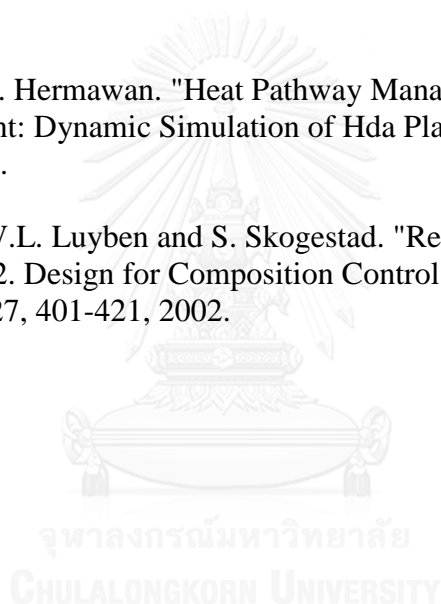 . Hermawan. "Heat Pathway Mana
nt: Dynamic Simulation of Hda Pla
.
V.L. Luyben and S. Skogestad. "Re
2. Design for Composition Control
27, 401-421, 2002.
จุฬาลงกรณ์มหาวิทยาลัย
CHULALONGKORN UNIVERSITY